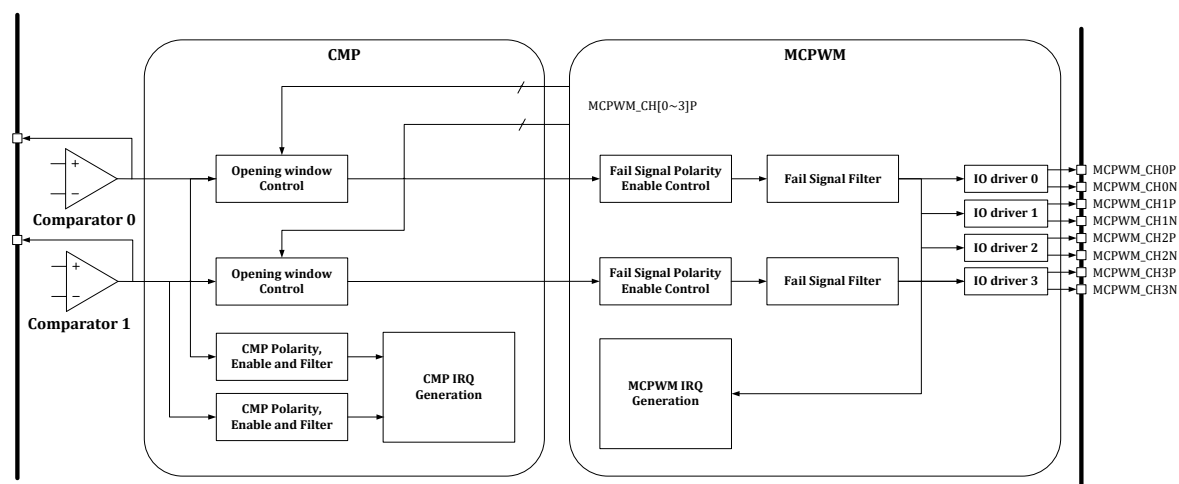 CMP
MCPWM
MCPWM_CH[0~3]P
+
−
Comparator 0
Opening window
Control
Fail Signal Polarity
Enable Control
Fail Signal Filter
IO driver 0
IO driver 1
MCPWM_CH0P
MCPWM_CH0N
MCPWM_CH1P
MCPWM_CH1N
+
−
Comparator 1
Opening window
Control
Fail Signal Polarity
Enable Control
Fail Signal Filter
IO driver 2
IO driver 3
MCPWM_CH2P
MCPWM_CH2N
MCPWM_CH3P
MCPWM_CH3N
CMP Polarity,
Enable and Filter
CMP Polarity,
Enable and Filter
CMP IRQ
Generation
MCPWM IRQ
Generation